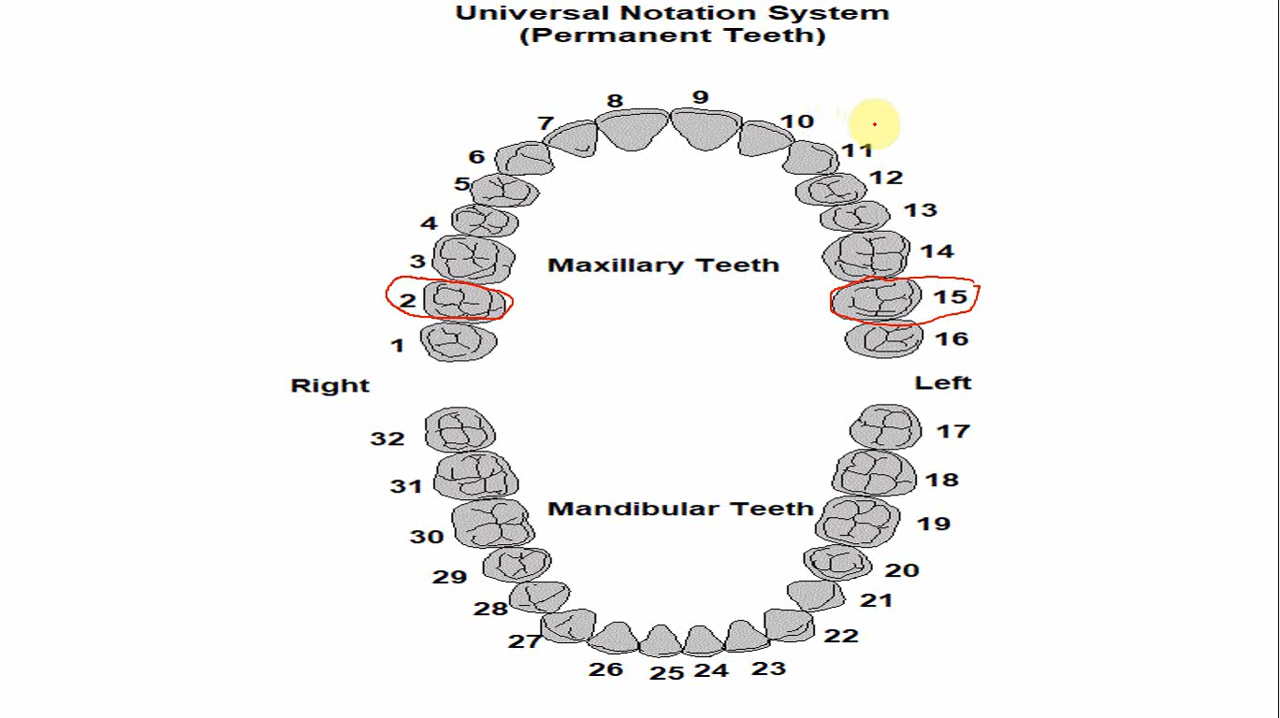 Universal Notation System
(Permanent Teeth)
8 9
7 10
6 11
5 12
4 13
3 Maxillary Teeth 14
2 15
1 16
Right Left
32 17
31 18
Mandibular Teeth
30 19
29 20
28 21
27 22
26 25 24 23